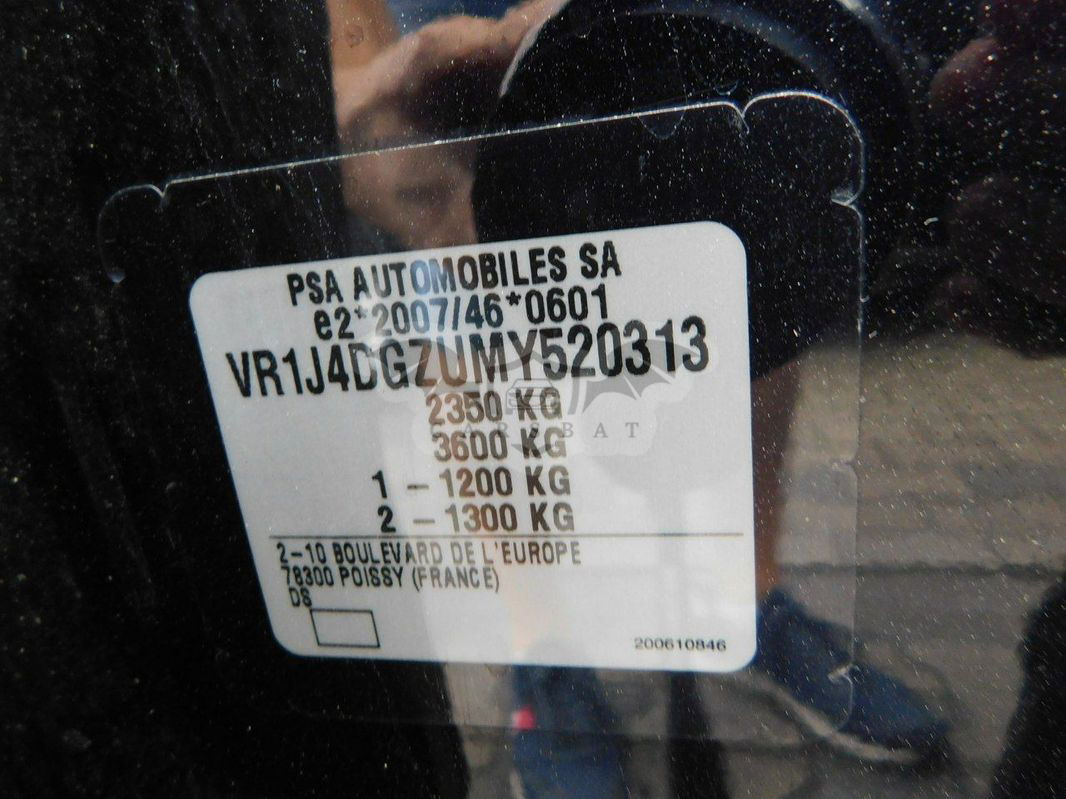 PSA AUTOMOBILES SA
e2*2007/46*0601
VR1J4DGZUMY520313
2350 KG
3600 KG
1 - 1200 KG
2 - 1300 KG
2-10 BOULEVARD DE L'EUROPE
78300 POISSY (FRANCE)
DS
200610846
CARSBAT